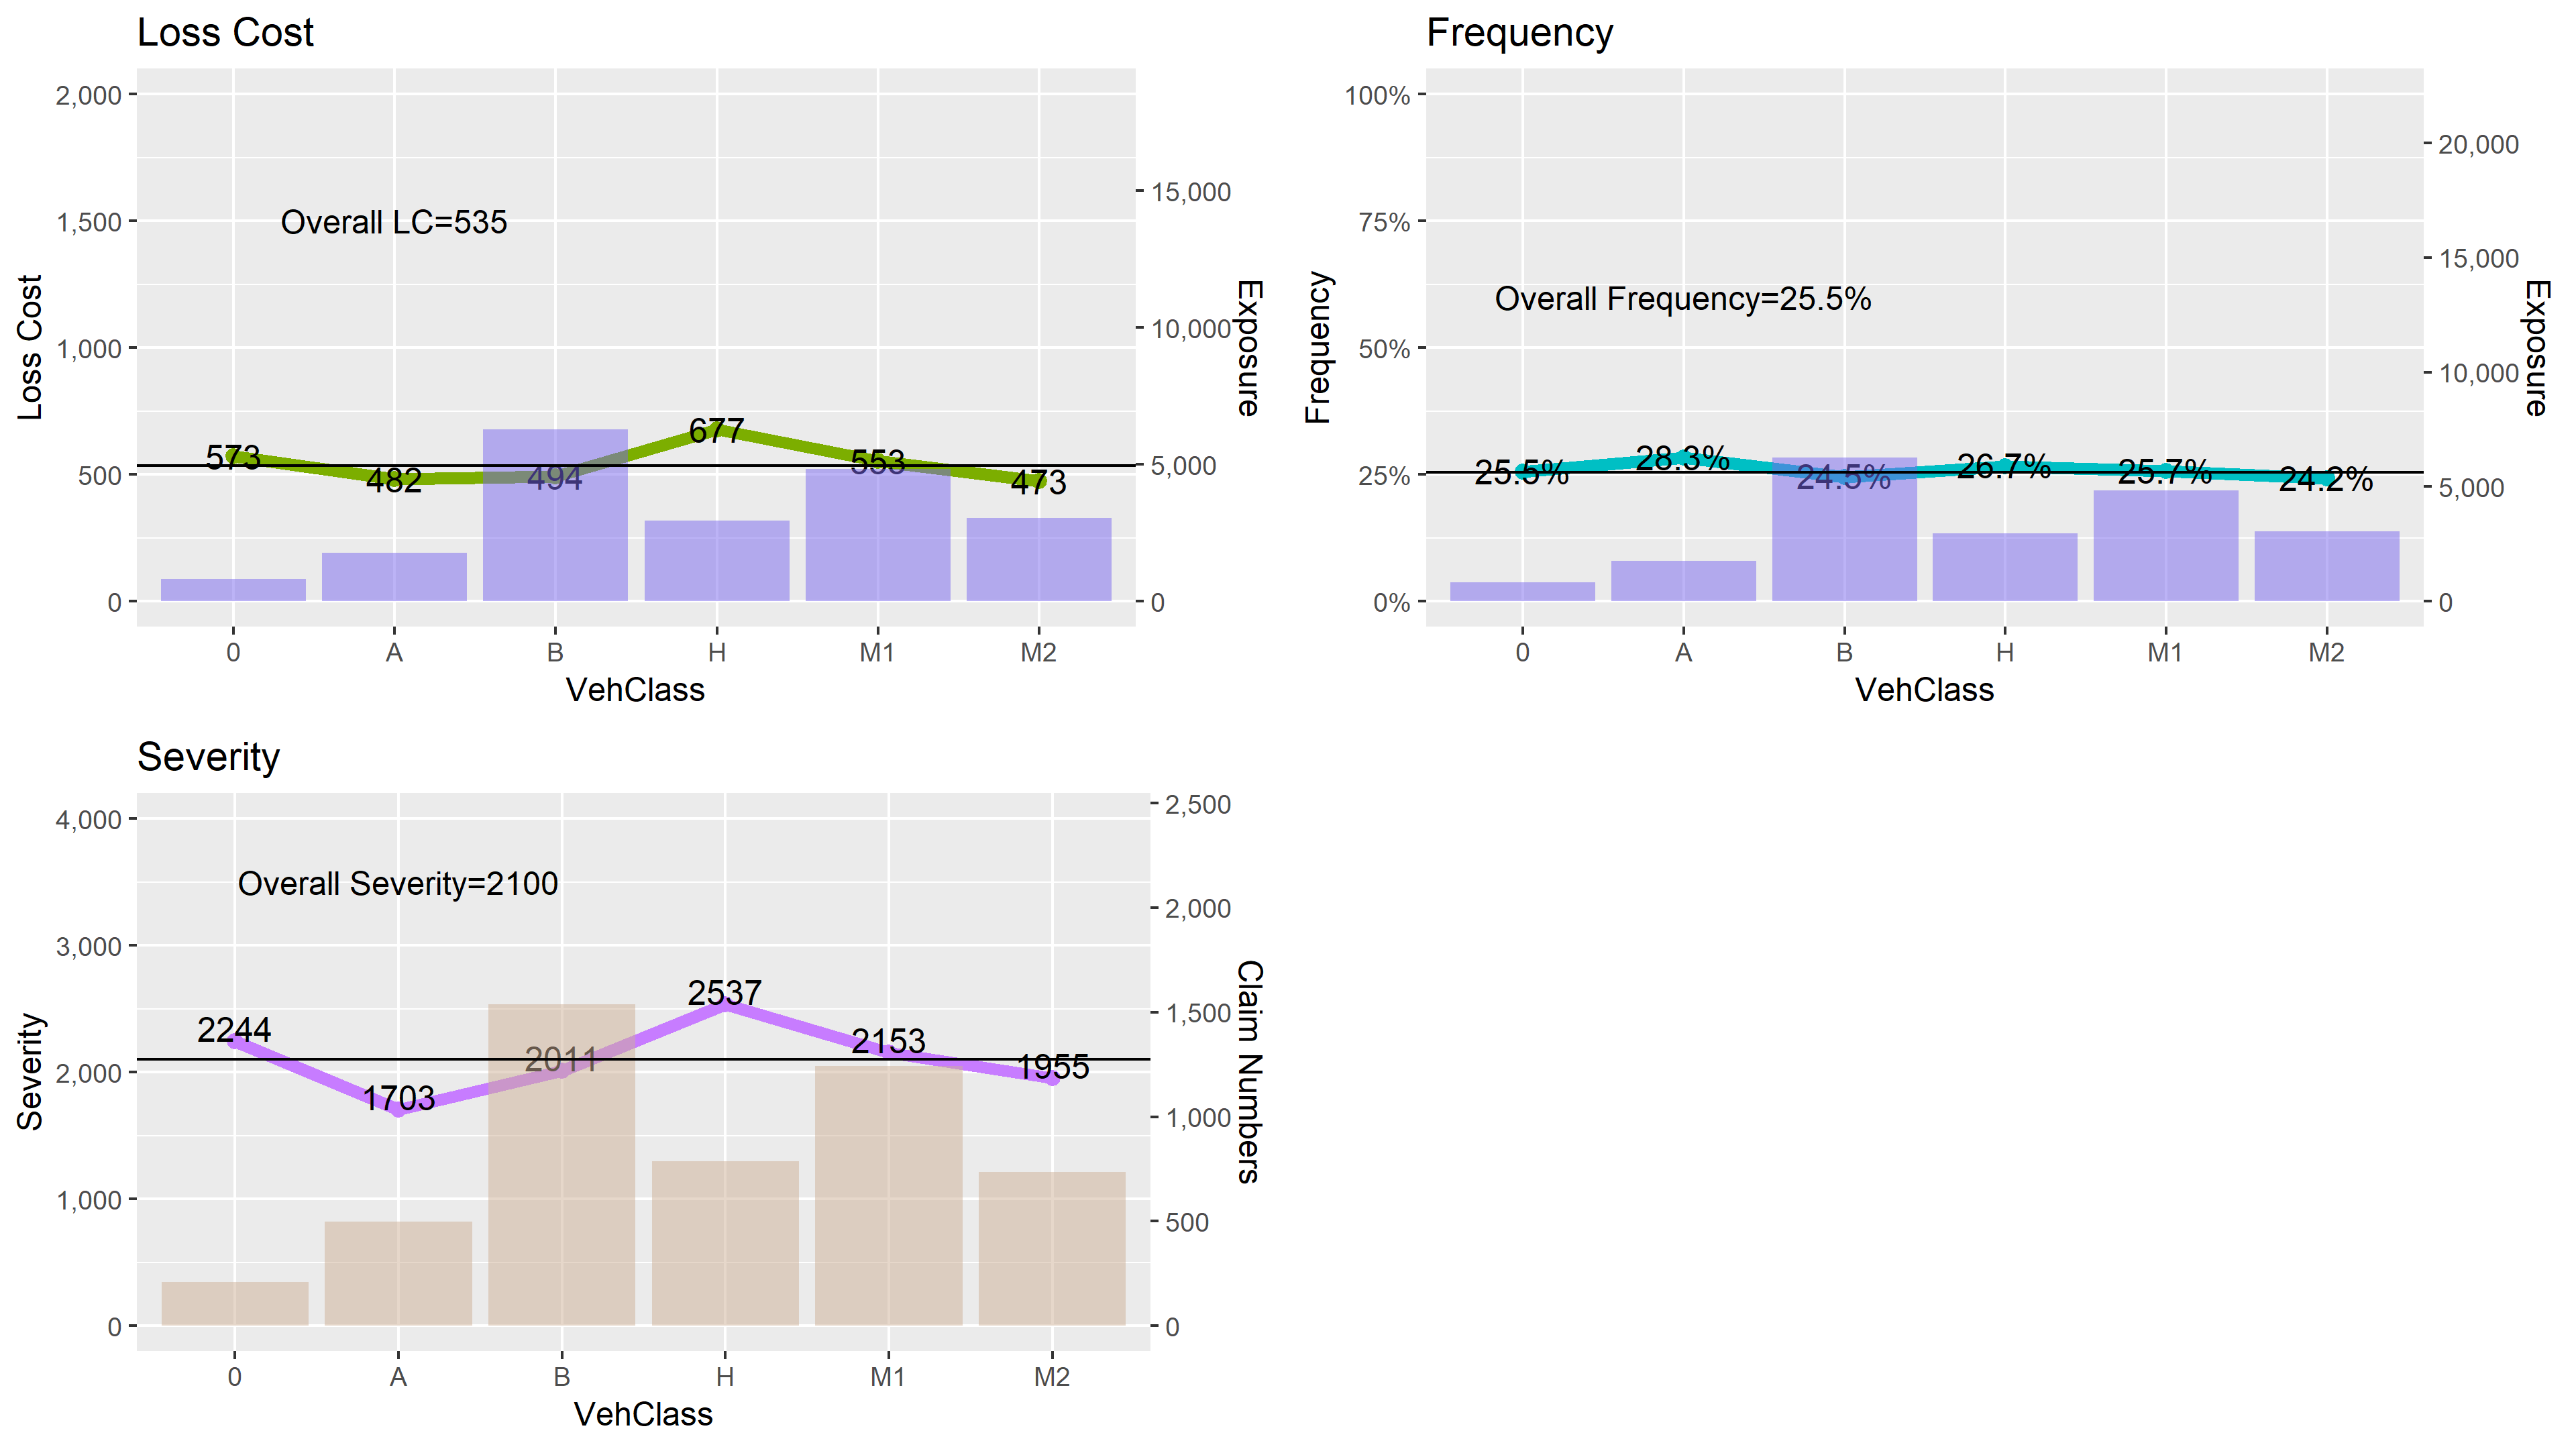 Loss Cost
2,000
1,500
1,000
500
0
Loss Cost
Overall LC=535
573
482
494
677
553
473
15,000
10,000
5,000
0
Exposure
0 A B H M1 M2
VehClass
Frequency
100%
75%
50%
25%
0%
Frequency
Overall Frequency=25.5%
25.5%
28.3%
24.5%
26.7%
25.7%
24.2%
20,000
15,000
10,000
5,000
0
Exposure
0 A B H M1 M2
VehClass
Severity
4,000
3,000
2,000
1,000
0
Severity
Overall Severity=2100
2244
1703
2011
2537
2153
1955
2,500
2,000
1,500
1,000
500
0
Claim Numbers
0 A B H M1 M2
VehClass